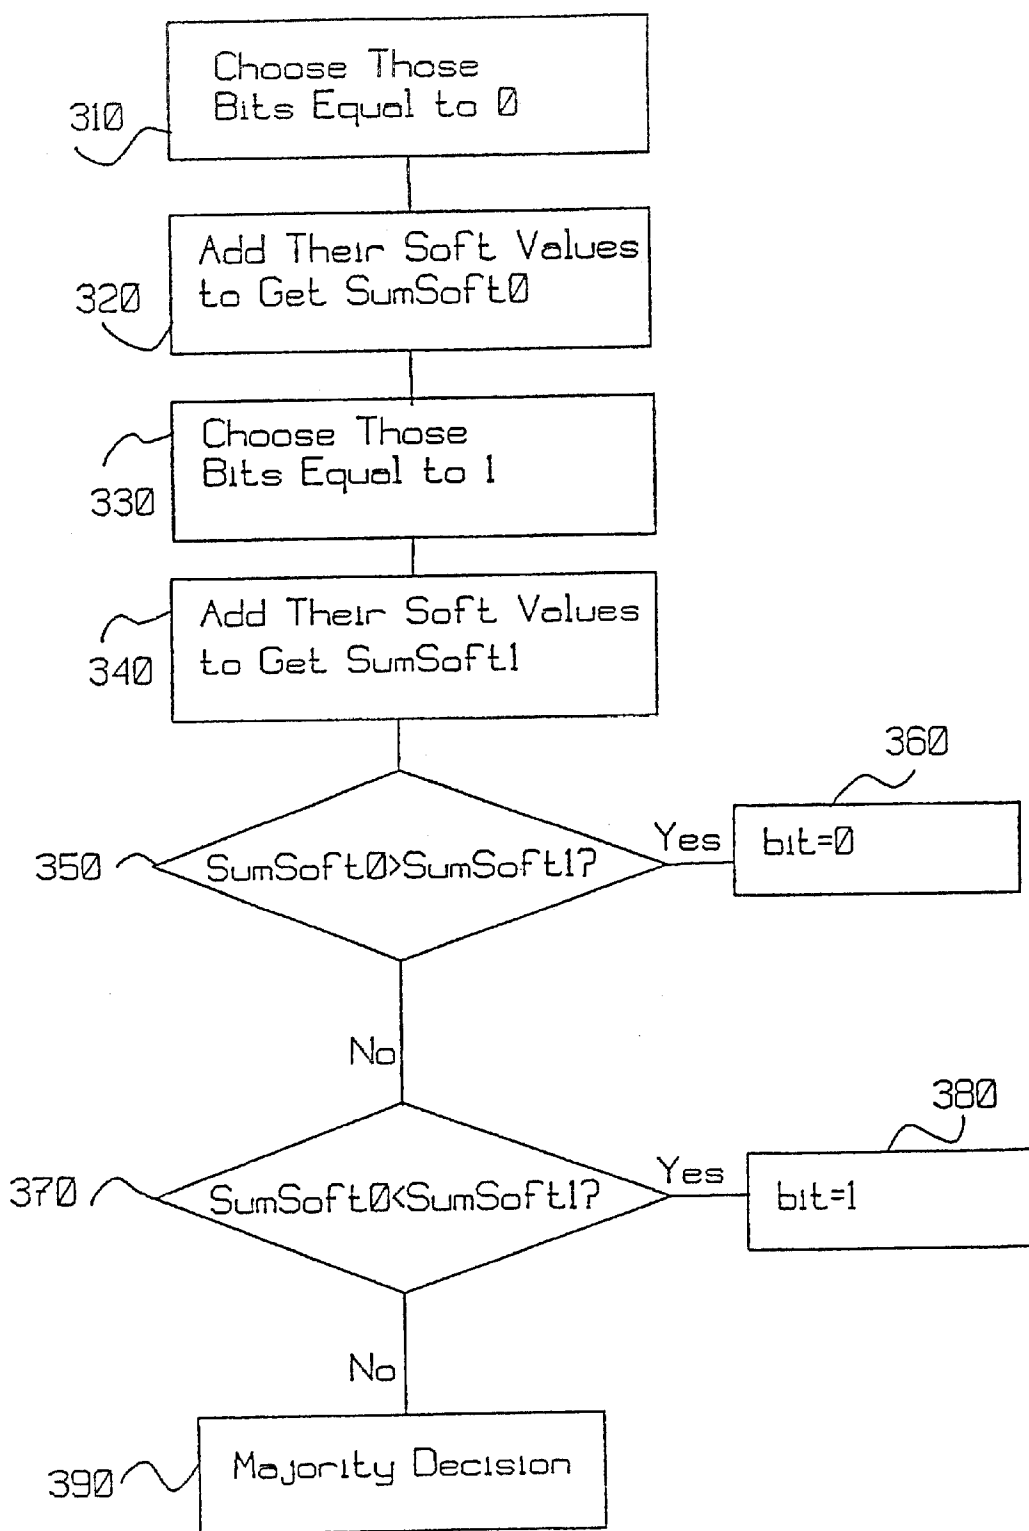 Choose Those
Bits Equal to 0
310
Add Their Soft Values
to Get SumSoft0
320
Choose Those
Bits Equal to 1
330
Add Their Soft Values
to Get SumSoft1
340
360
Yes
bit=0
350
SumSoft0>SumSoft1?
No
380
Yes
bit=1
370
SumSoft0<SumSoft1?
No
Majority Decision
390